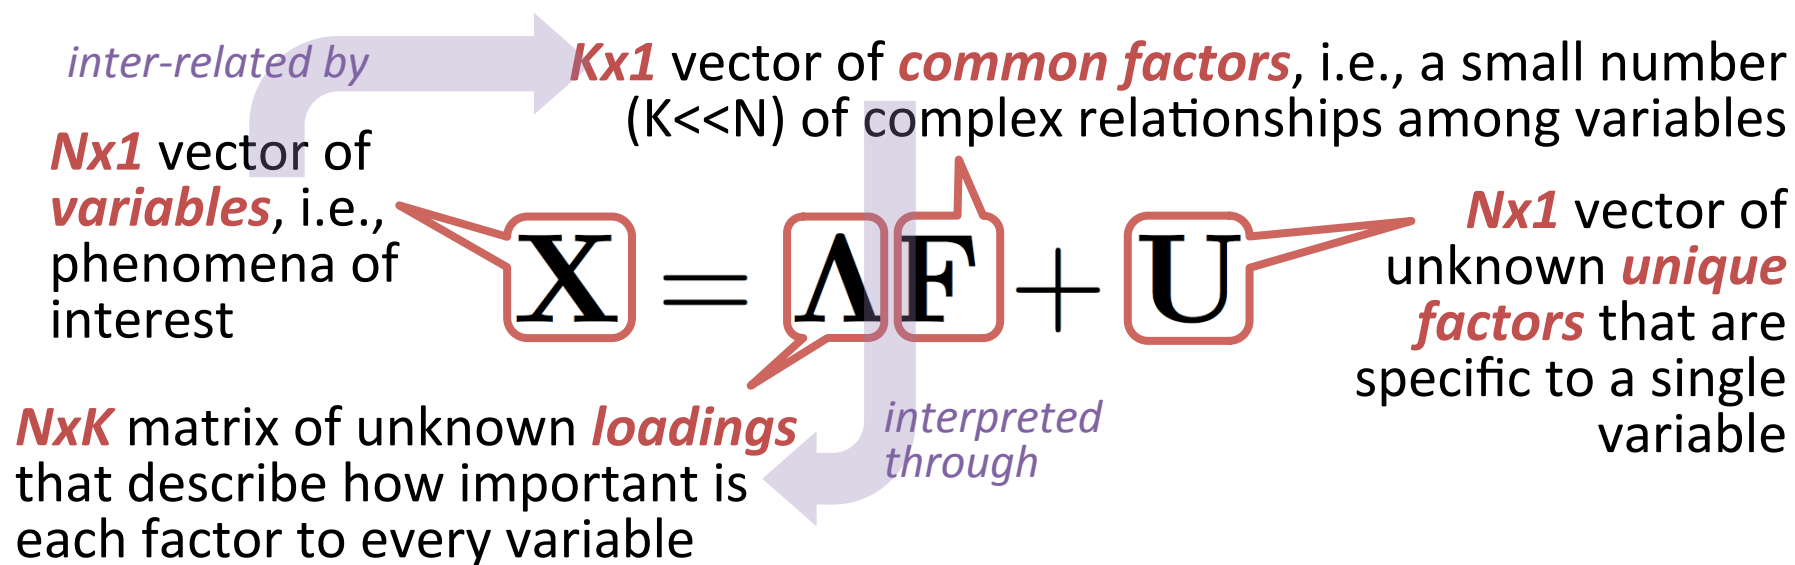 inter-related by
Kx1 vector of common factors, i.e., a small number
(K<<N) of complex relationships among variables
Nx1 vector of
variables, i.e.,
phenomena of
interest
X = ΛF + U
Nx1 vector of
unknown unique
factors that are
specific to a single
variable
NxK matrix of unknown loadings
that describe how important is
each factor to every variable
interpreted
through